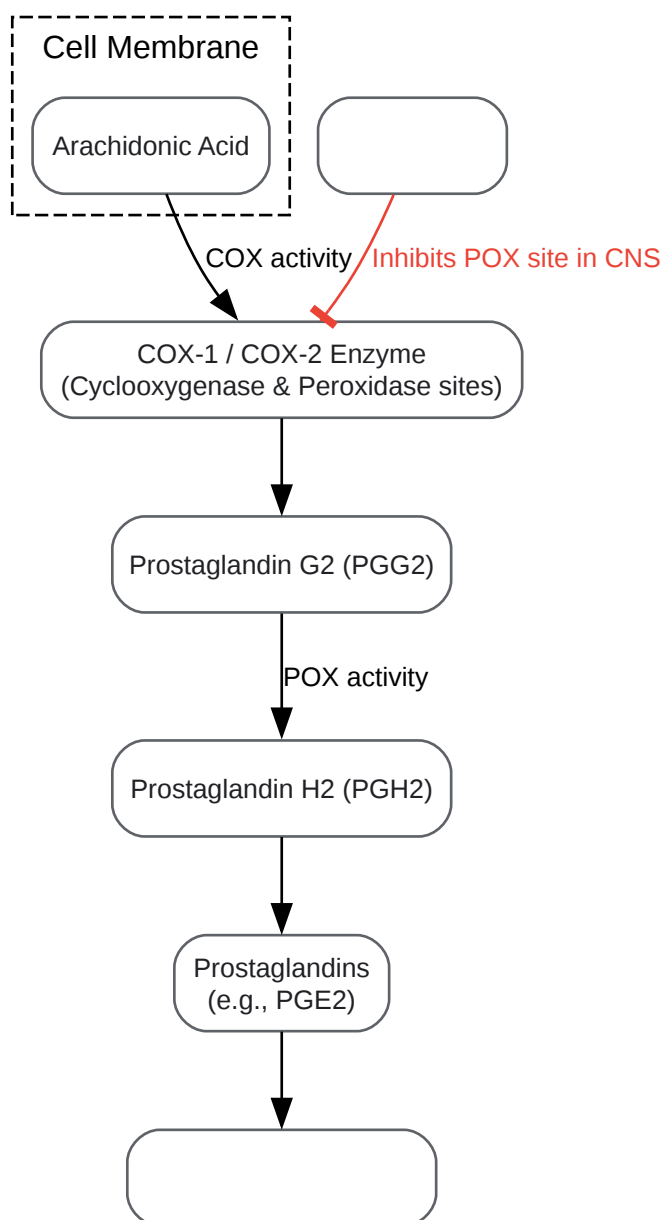 Cell Membrane
Arachidonic Acid
COX activity
Inhibits POX site in CNS
COX-1 / COX-2 Enzyme
(Cyclooxygenase & Peroxidase sites)
Prostaglandin G2 (PGG2)
POX activity
Prostaglandin H2 (PGH2)
Prostaglandins
(e.g., PGE2)